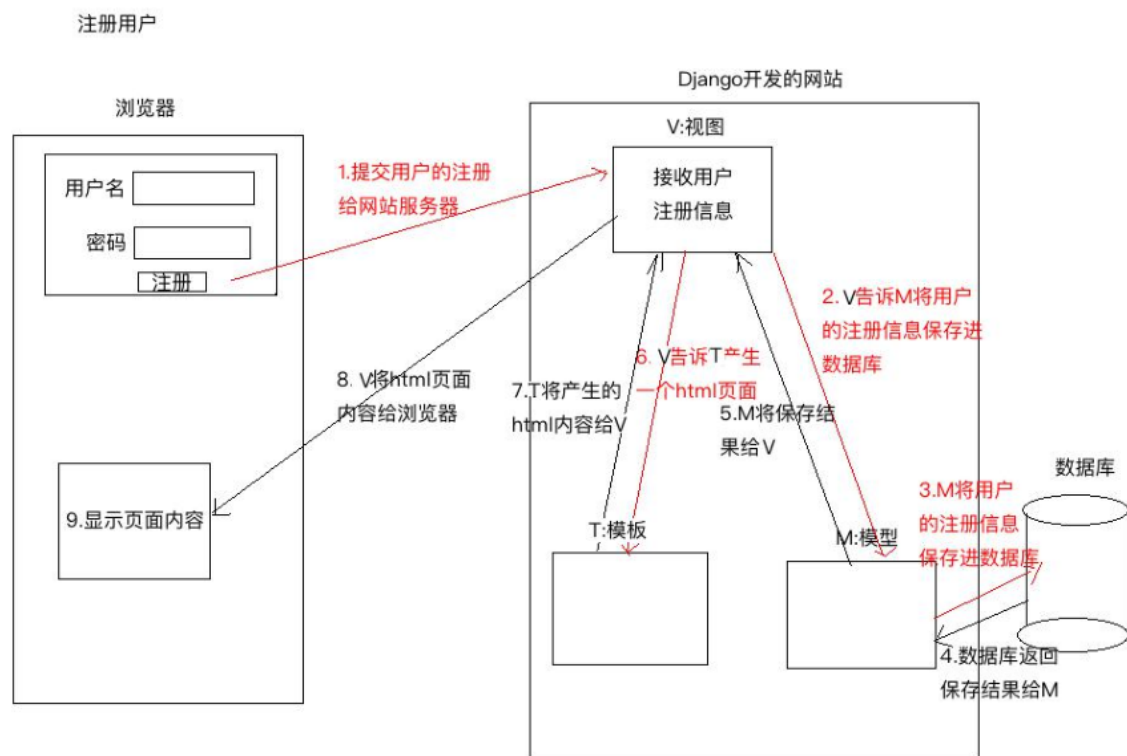 注册用户
Django开发的网站
浏览器
V:视图
用户名
密码
注册
1.提交用户的注册
给网站服务器
接收用户
注册信息
2. V告诉M将用户
的注册信息保存进
数据库
6. V告诉T产生
一个html页面
8. V将html页面
内容给浏览器
7.T将产生的
html内容给V
5.M将保存结
果给V
数据库
3.M将用户
的注册信息
保存进数据库
9.显示页面内容
T:模板
M:模型
4.数据库返回
保存结果给M